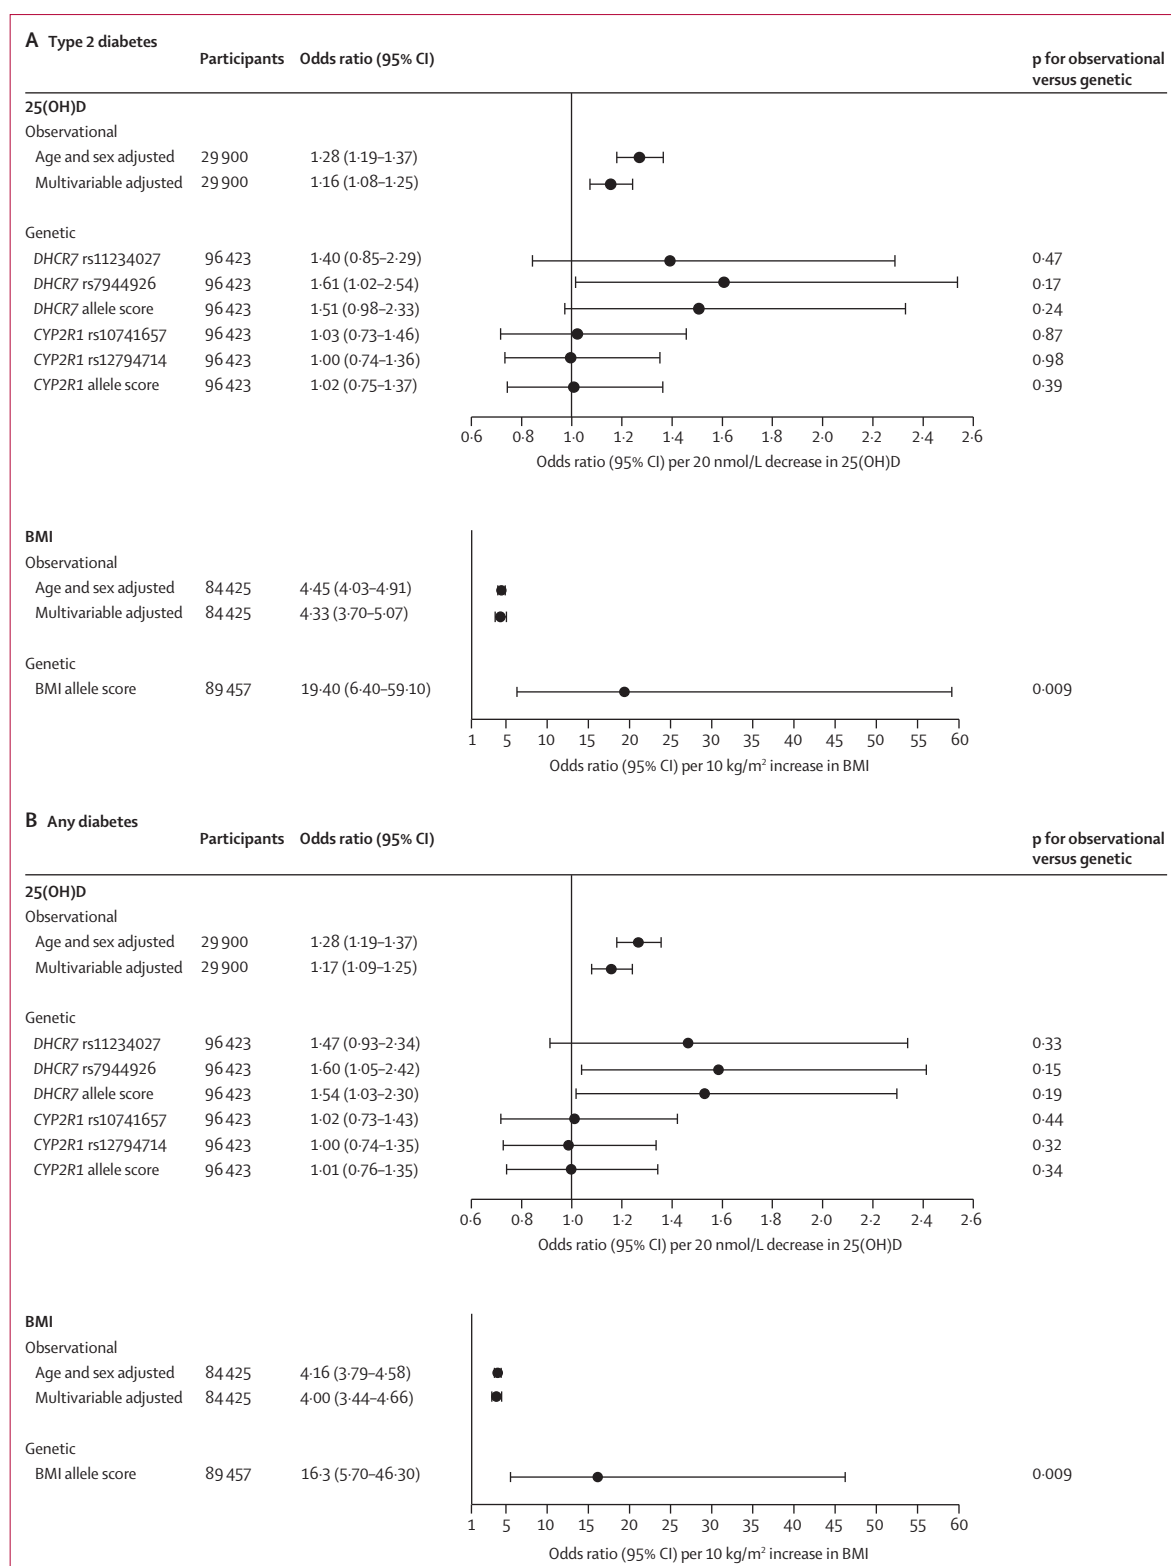 A Type 2 diabetes
Participants Odds ratio (95% CI) p for observational
versus genetic
25(OH)D
Observational
Age and sex adjusted 29 900 1·28 (1·19–1·37)
Multivariable adjusted 29 900 1·16 (1·08–1·25)
Genetic
DHCR7 rs11234027 96 423 1·40 (0·85–2·29) 0·47
DHCR7 rs7944926 96 423 1·61 (1·02–2·54) 0·17
DHCR7 allele score 96 423 1·51 (0·98–2·33) 0·24
CYP2R1 rs10741657 96 423 1·03 (0·73–1·46) 0·87
CYP2R1 rs12794714 96 423 1·00 (0·74–1·36) 0·98
CYP2R1 allele score 96 423 1·02 (0·75–1·37) 0·39
0·6 0·8 1·0 1·2 1·4 1·6 1·8 2·0 2·2 2·4 2·6
Odds ratio (95% CI) per 20 nmol/L decrease in 25(OH)D
BMI
Observational
Age and sex adjusted 84 425 4·45 (4·03–4·91)
Multivariable adjusted 84 425 4·33 (3·70–5·07)
Genetic
BMI allele score 89 457 19·40 (6·40–59·10) 0·009
1 5 10 15 20 25 30 35 40 45 50 55 60
Odds ratio (95% CI) per 10 kg/m² increase in BMI
B Any diabetes
Participants Odds ratio (95% CI) p for observational
versus genetic
25(OH)D
Observational
Age and sex adjusted 29 900 1·28 (1·19–1·37)
Multivariable adjusted 29 900 1·17 (1·09–1·25)
Genetic
DHCR7 rs11234027 96 423 1·47 (0·93–2·34) 0·33
DHCR7 rs7944926 96 423 1·60 (1·05–2·42) 0·15
DHCR7 allele score 96 423 1·54 (1·03–2·30) 0·19
CYP2R1 rs10741657 96 423 1·02 (0·73–1·43) 0·44
CYP2R1 rs12794714 96 423 1·00 (0·74–1·35) 0·32
CYP2R1 allele score 96 423 1·01 (0·76–1·35) 0·34
0·6 0·8 1·0 1·2 1·4 1·6 1·8 2·0 2·2 2·4 2·6
Odds ratio (95% CI) per 20 nmol/L decrease in 25(OH)D
BMI
Observational
Age and sex adjusted 84 425 4·16 (3·79–4·58)
Multivariable adjusted 84 425 4·00 (3·44–4·66)
Genetic
BMI allele score 89 457 16·3 (5·70–46·30) 0·009
1 5 10 15 20 25 30 35 40 45 50 55 60
Odds ratio (95% CI) per 10 kg/m² increase in BMI